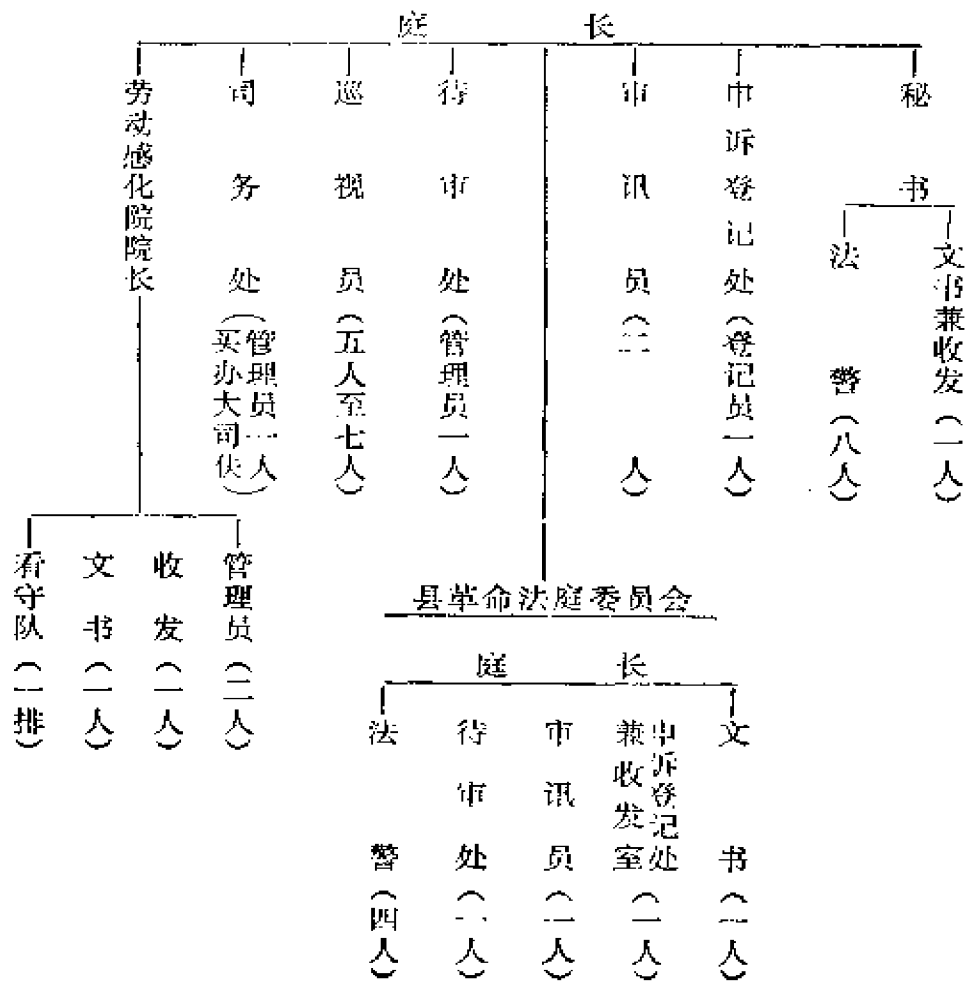 庭长
秘书
文书兼收发(一人)
法警(八人)
申诉登记处(登记员一人)
审讯员(二人)
待审处(管理员一人)
巡视员(五人至七人)
司务处(管理员一人
买办大司伕)
劳动感化院院长
管理员(二人)
收发(一人)
文书(一人)
看守队(一排)
县革命法庭委员会
庭长
文书(一人)
申诉登记处
兼收发室(一人)
审讯员(一人)
待审处(一人)
法警(四人)